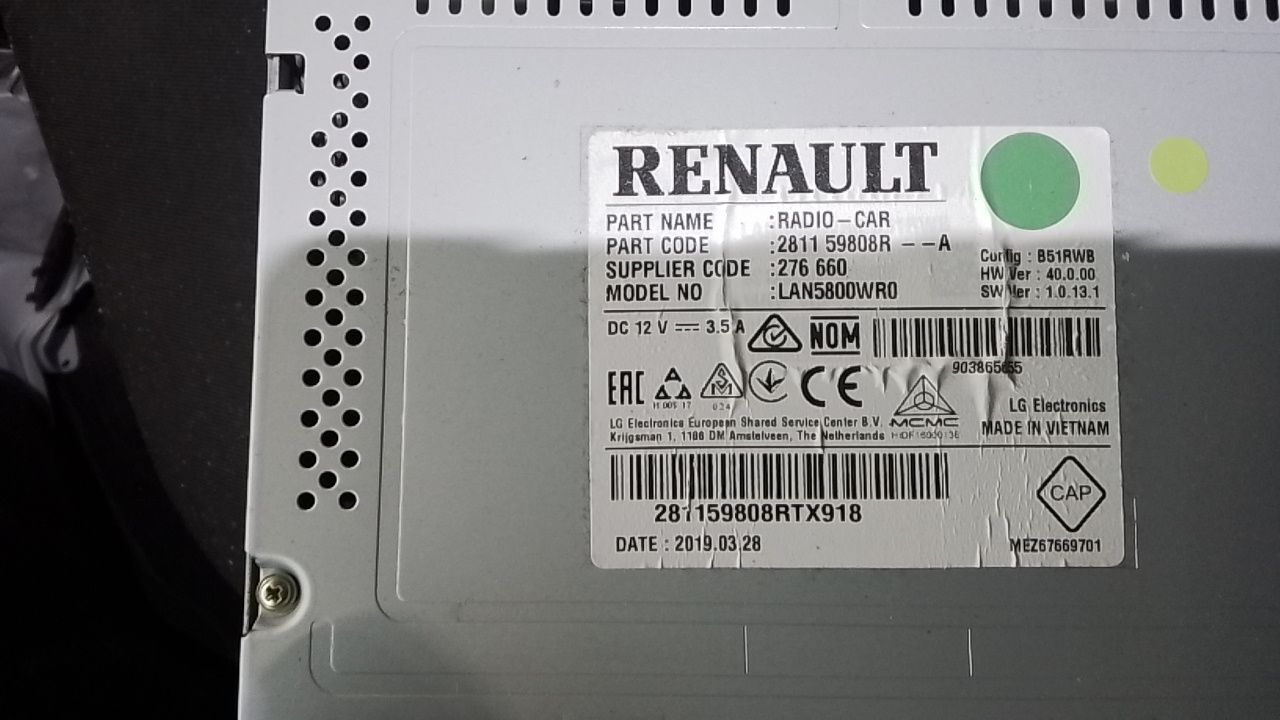 RENAULT
PART NAME :RADIO-CAR
PART CODE :2811 59808R --A
SUPPLIER CODE :276 660
MODEL NO :LAN5800WR0
Config : B51RWB
HW Ver : 40.0.00
SW Ver : 1.0.13.1
DC 12 V 3.5 A
NOM
EAC
024
CE
MCMC
LG Electronics
MADE IN VIETNAM
LG Electronics European Shared Service Center B.V.
Krijgsman 1, 1186 DM Amstelveen, The Netherlands
281159808RTX918
CAP
DATE : 2019.03.28
MEZ67669701